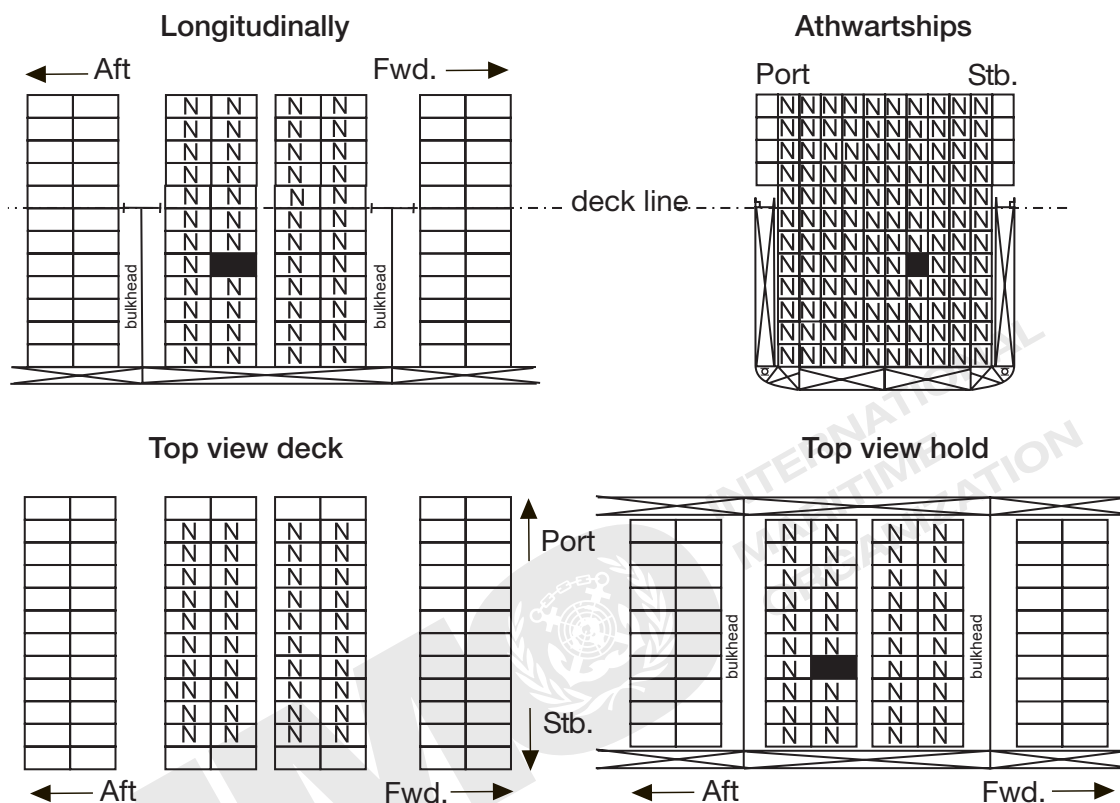 Longitudinally
Aft Fwd.
N N N N
N N N N
N N N N
N N N N
N N N N
N N N N
N N N N
N N N
N N N N
N N N N
N N N N
N N N N
bulkhead
bulkhead
deck line
Athwartships
Port Stb.
N N N N N N N N N N
N N N N N N N N N N
N N N N N N N N N N
N N N N N N N N N N
N N N N N N N N N N
N N N N N N N N N N
N N N N N N N N N N
N N N N N N N N N
N N N N N N N N N N
N N N N N N N N N N
N N N N N N N N N N
N N N N N N N N N N
Top view deck
N N N N
N N N N
N N N N
N N N N
N N N N
N N N N
N N N N
N N N N
N N N N
N N N N
Port
Stb.
Aft Fwd.
Top view hold
N N N N
N N N N
N N N N
N N N N
N N N N
N N N N
N N N
N N N N
N N N N
N N N N
bulkhead
bulkhead
Aft Fwd.
INTERNATIONAL
MARITIME
ORGANIZATION
IMO